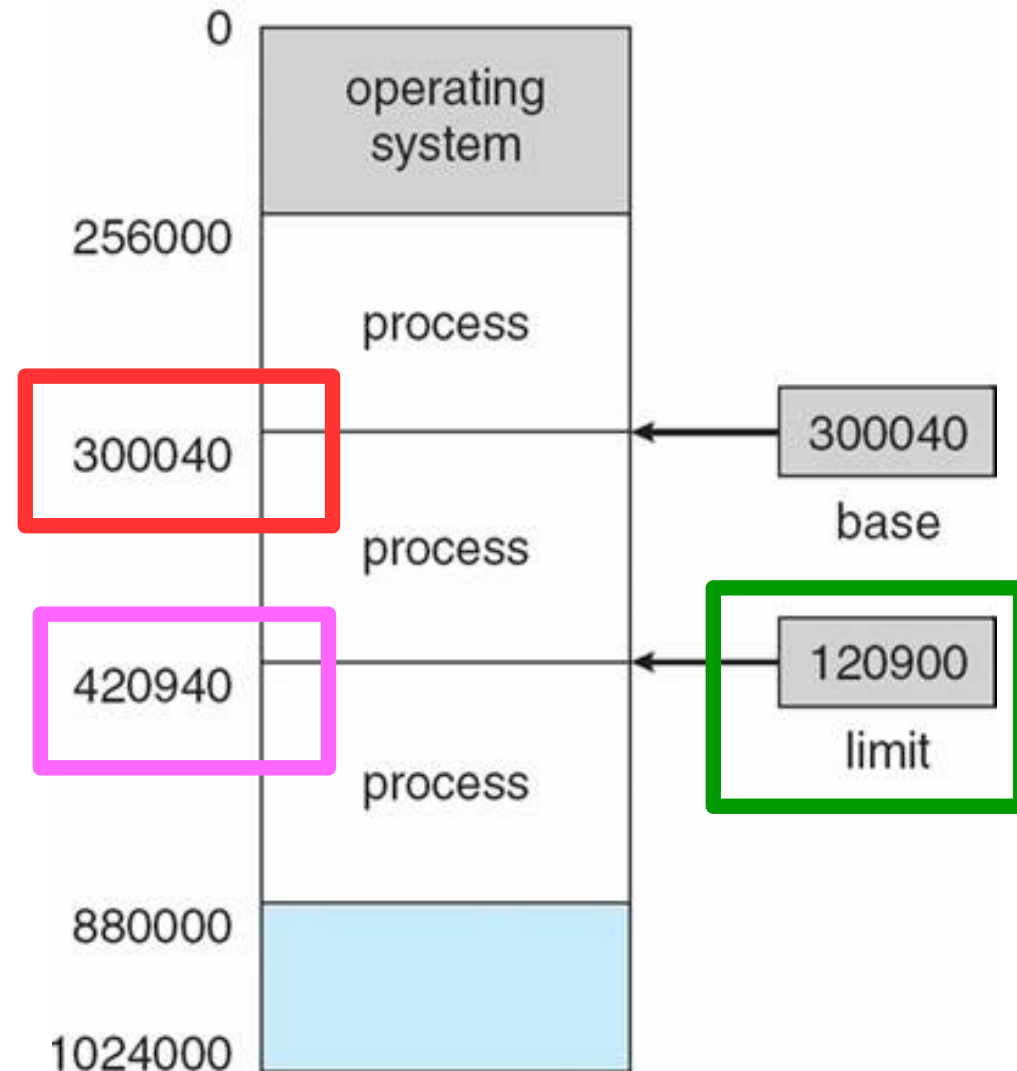 0
operating
system
256000
process
300040
300040
base
process
420940
120900
limit
process
880000
1024000